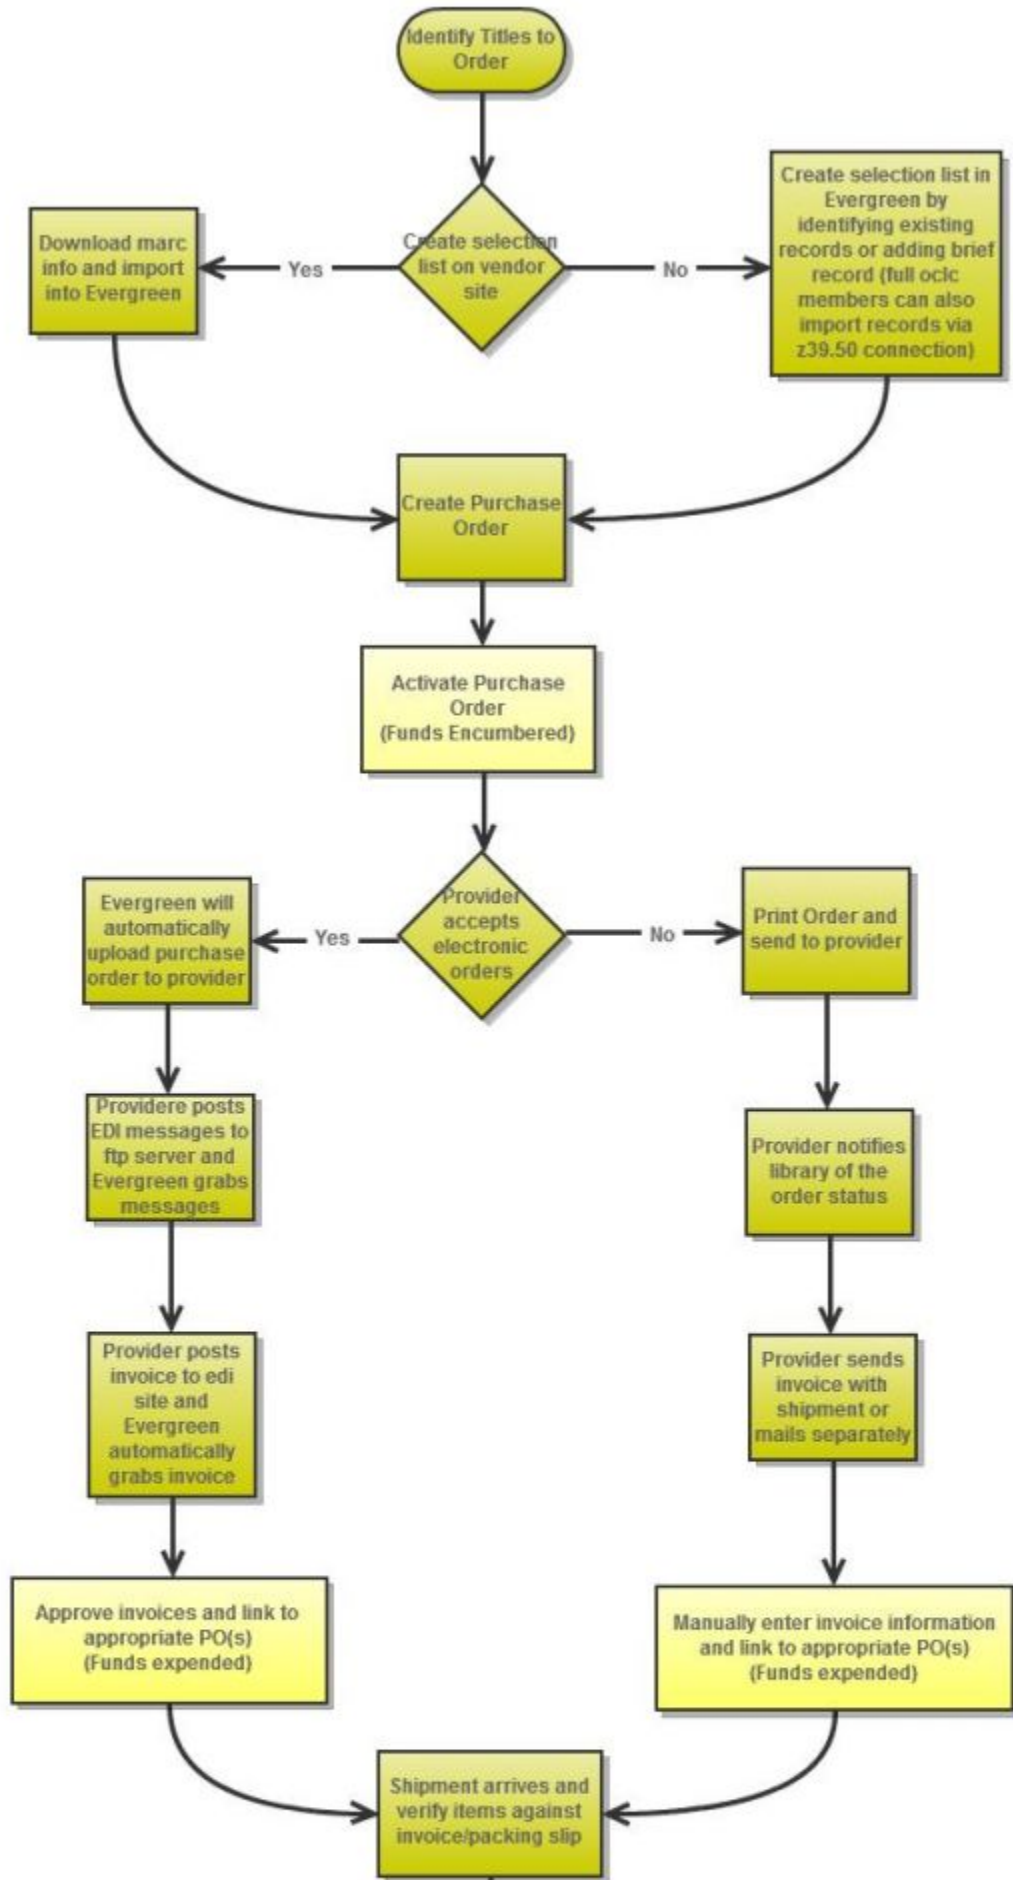 Identify Titles to
Order
Create selection
list on vendor
site
Yes
No
Download marc
info and import
into Evergreen
Create selection list in
Evergreen by
identifying existing
records or adding brief
record (full oclc
members can also
import records via
z39.50 connection)
Create Purchase
Order
Activate Purchase
Order
(Funds Encumbered)
Provider
accepts
electronic
orders
Yes
No
Evergreen will
automatically
upload purchase
order to provider
Print Order and
send to provider
Providere posts
EDI messages to
ftp server and
Evergreen grabs
messages
Provider notifies
library of the
order status
Provider posts
invoice to edi
site and
Evergreen
automatically
grabs invoice
Provider sends
invoice with
shipment or
mails separately
Approve invoices and link to
appropriate PO(s)
(Funds expended)
Manually enter invoice information
and link to appropriate PO(s)
(Funds expended)
Shipment arrives and
verify items against
invoice/packing slip